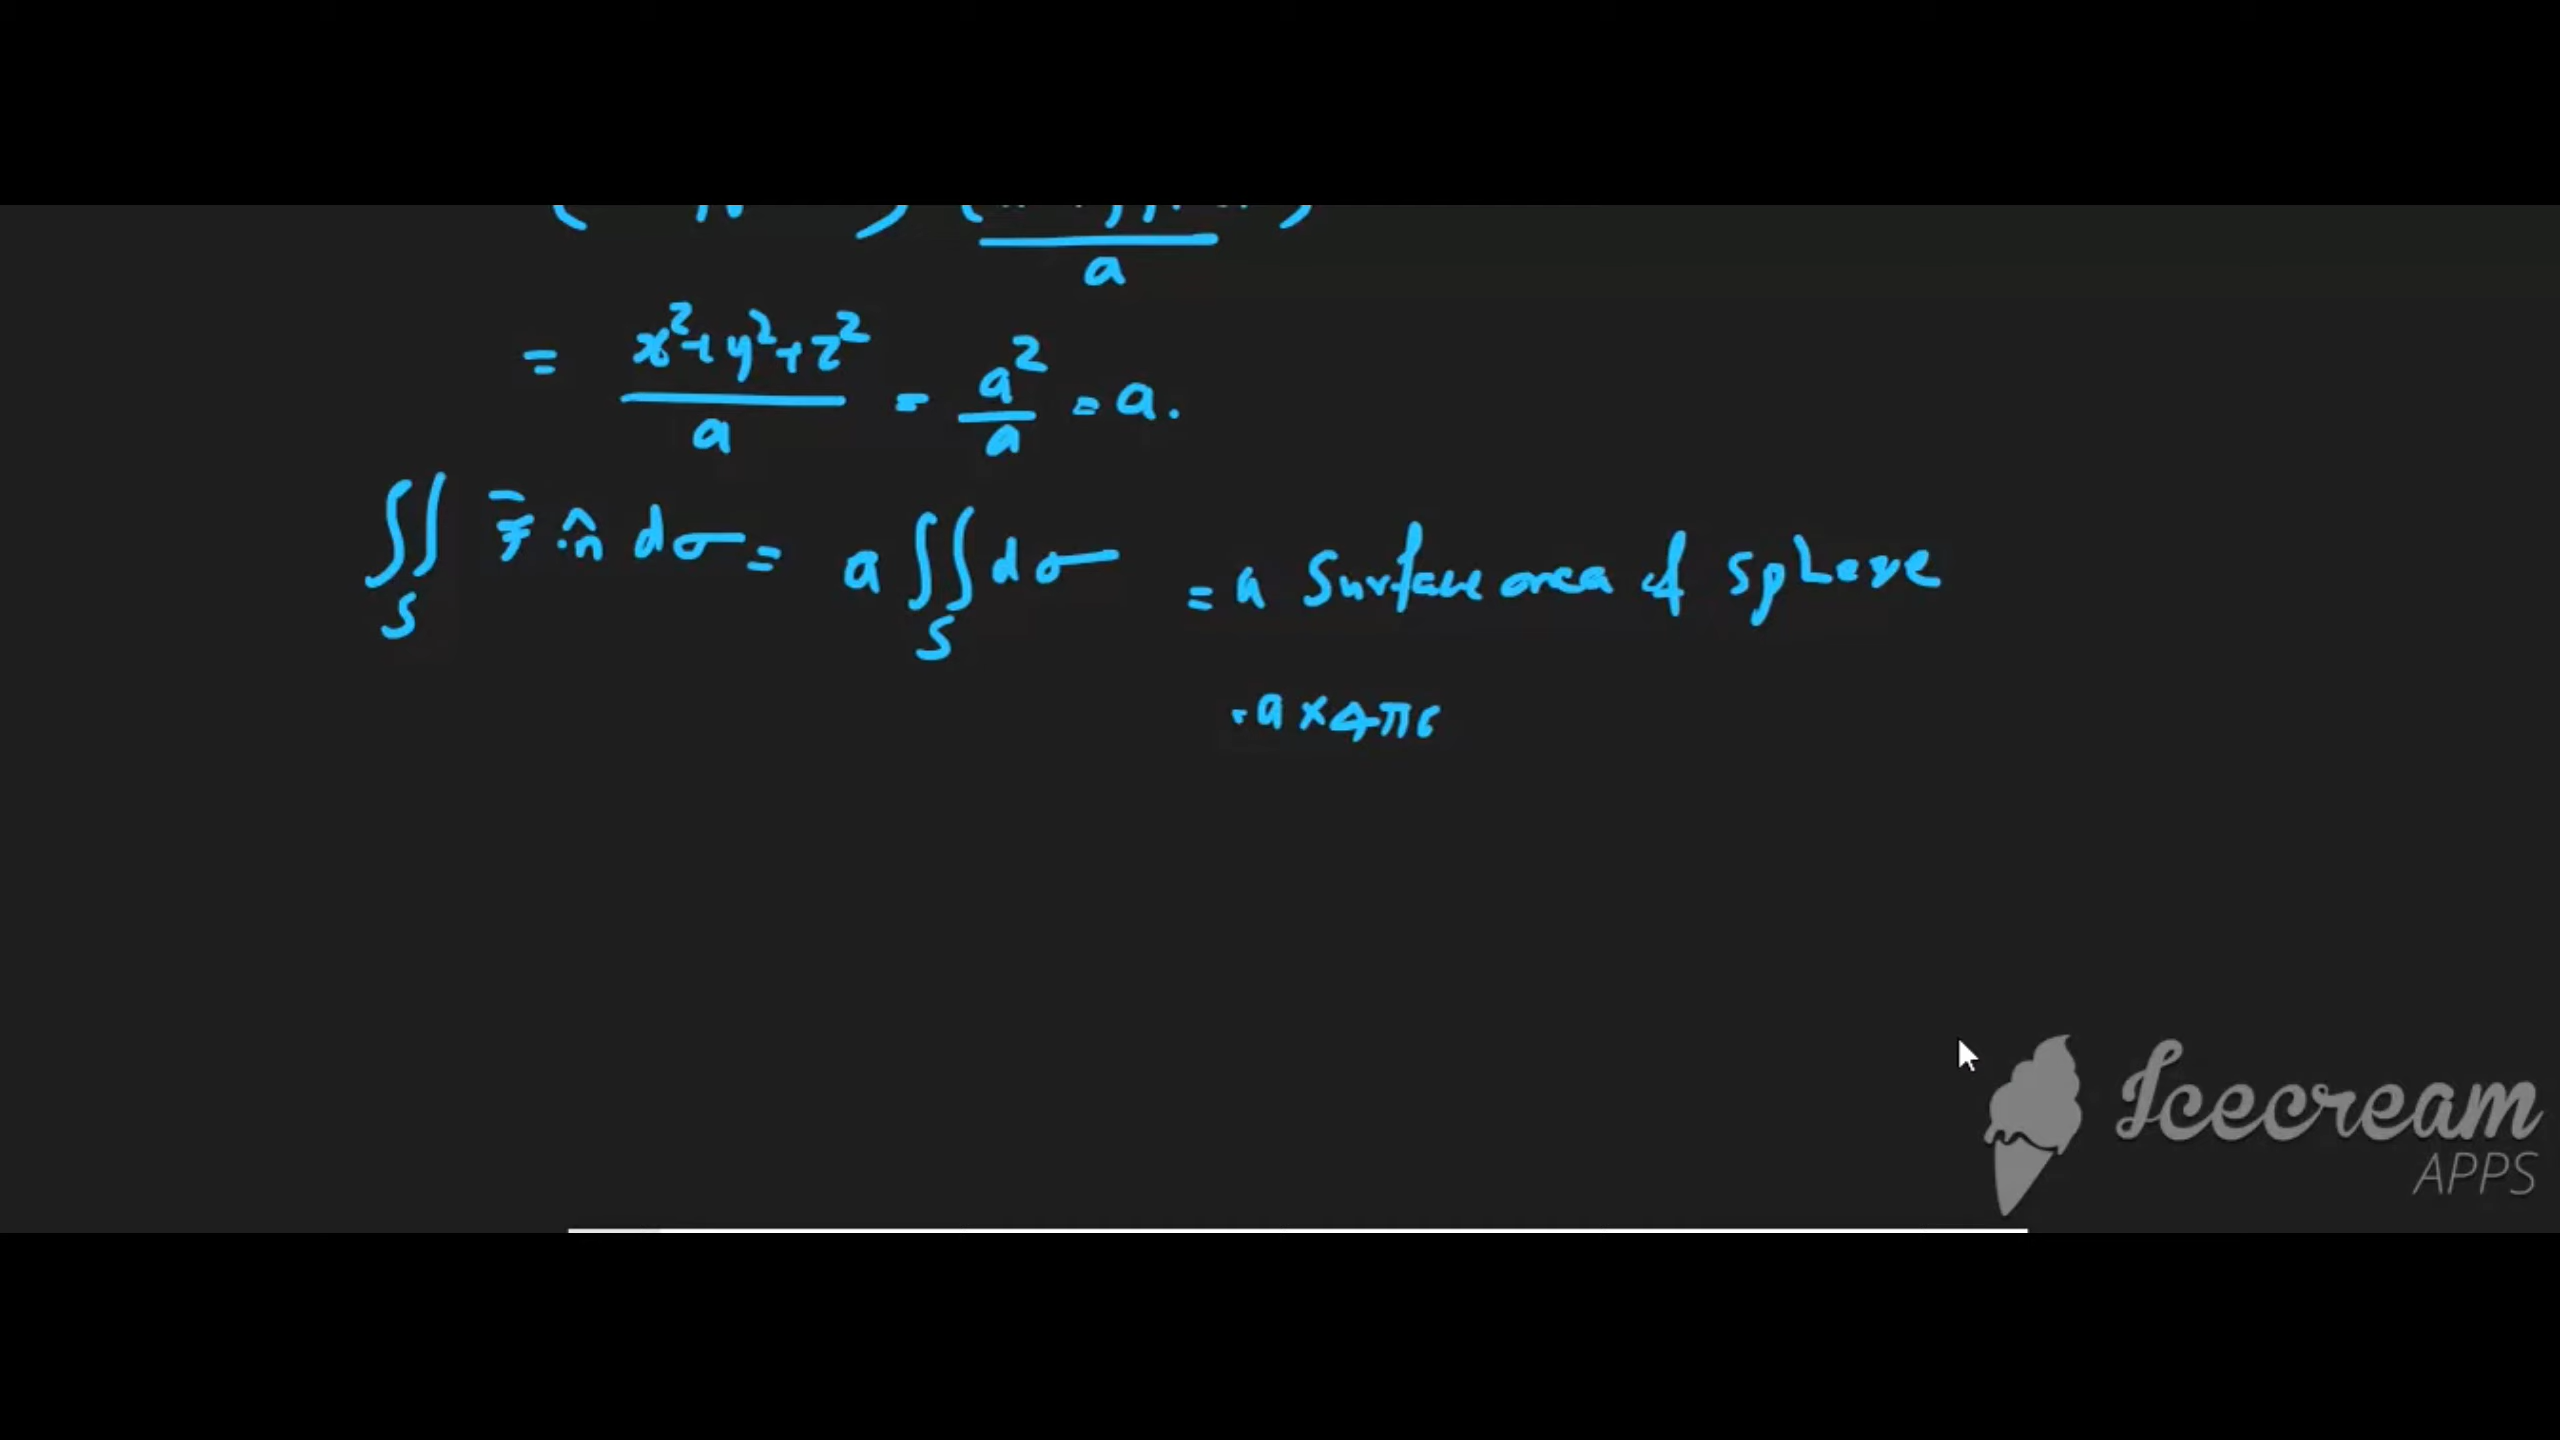 a
= x²+y²+z² / a = a² / a = a.
∬_S F̄ · n̂ dσ = a ∬_S dσ = a Surface area of sphere
= a × 4π
Icecream
APPS